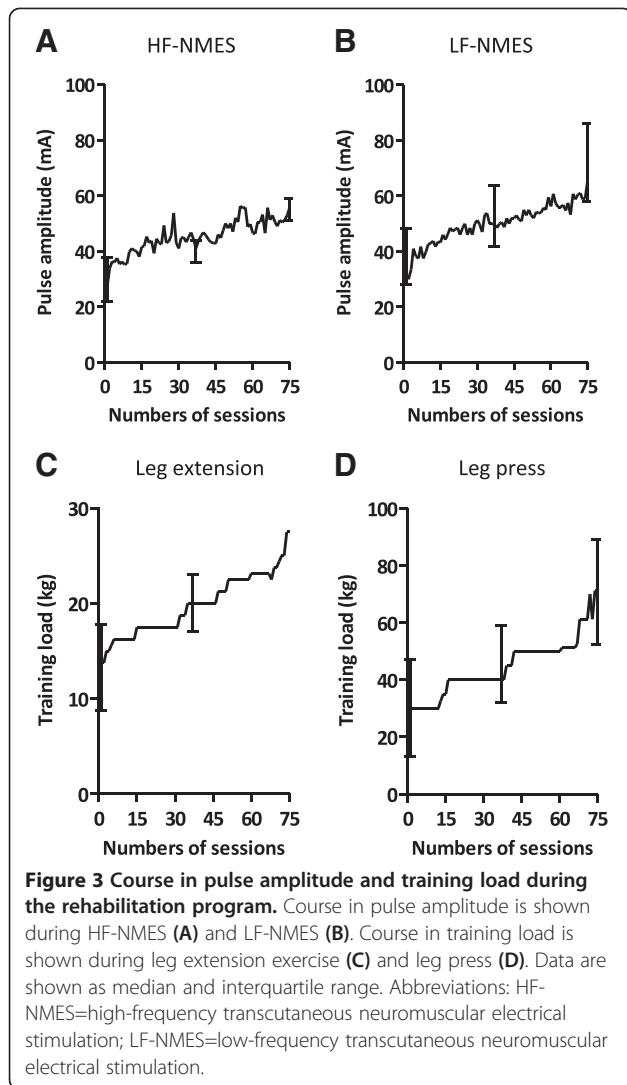 A HF-NMES
B LF-NMES
Pulse amplitude (mA)
100
80
60
40
20
0
0 15 30 45 60 75
Numbers of sessions
Pulse amplitude (mA)
100
80
60
40
20
0
0 15 30 45 60 75
Numbers of sessions
C Leg extension
D Leg press
Training load (kg)
30
20
10
0
0 15 30 45 60 75
Numbers of sessions
Training load (kg)
100
80
60
40
20
0
0 15 30 45 60 75
Numbers of sessions
Figure 3 Course in pulse amplitude and training load during
the rehabilitation program. Course in pulse amplitude is shown
during HF-NMES (A) and LF-NMES (B). Course in training load is
shown during leg extension exercise (C) and leg press (D). Data are
shown as median and interquartile range. Abbreviations: HF-
NMES=high-frequency transcutaneous neuromuscular electrical
stimulation; LF-NMES=low-frequency transcutaneous neuromuscular
electrical stimulation.